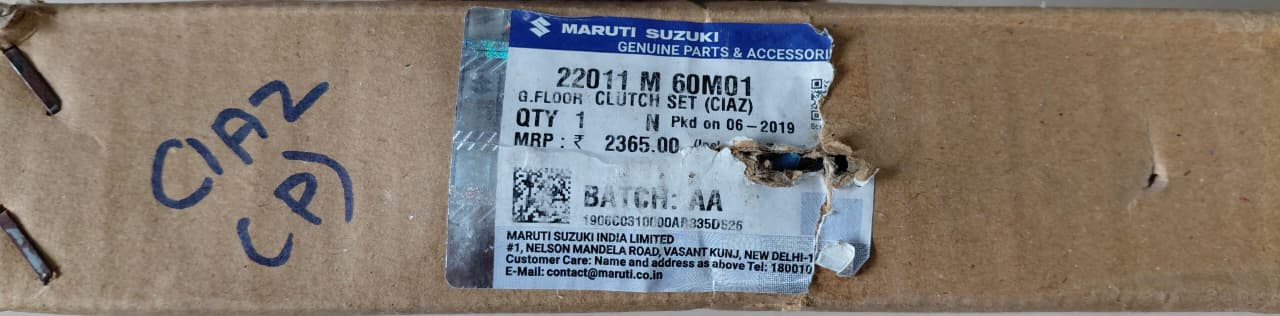 CIAZ
(P)
MARUTI SUZUKI
GENUINE PARTS & ACCESSORI
22011 M 60M01
G.FLOOR CLUTCH SET (CIAZ)
QTY 1 N Pkd on 06-2019
MRP : ₹ 2365.00
BATCH: AA
MARUTI SUZUKI INDIA LIMITED
#1, NELSON MANDELA ROAD, VASANT KUNJ, NEW DELHI-1
Customer Care: Name and address as above Tel: 180010
E-Mail: contact@maruti.co.in